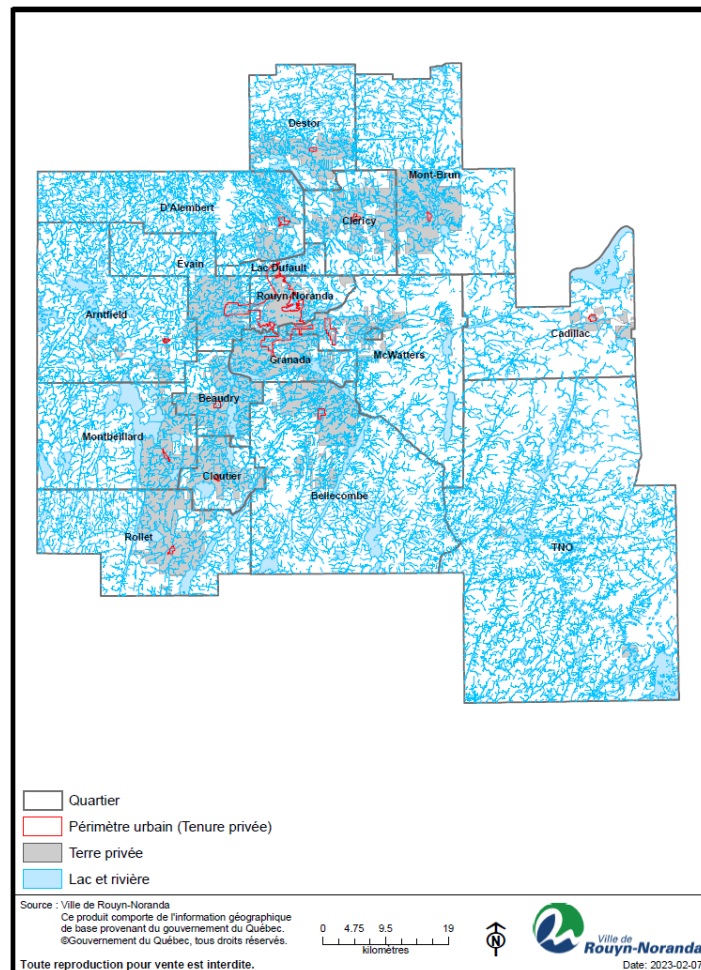 Destor
Mont-Brun
D'Alembert
Clericy
Évain
Lac Dufault
Rouyn-Noranda
Arntfield
Cadillac
McWatters
Granada
Beaudry
Montbeillard
Cloutier
Bellecombe
Rollet
TNO
Quartier
Périmètre urbain (Tenure privée)
Terre privée
Lac et rivière
Source : Ville de Rouyn-Noranda
Ce produit comporte de l'information géographique
de base provenant du gouvernement du Québec.
©Gouvernement du Québec, tous droits réservés.
Toute reproduction pour vente est interdite.
0 4.75 9.5 19
kilomètres
N
Ville de
Rouyn-Noranda
Date: 2023-02-07